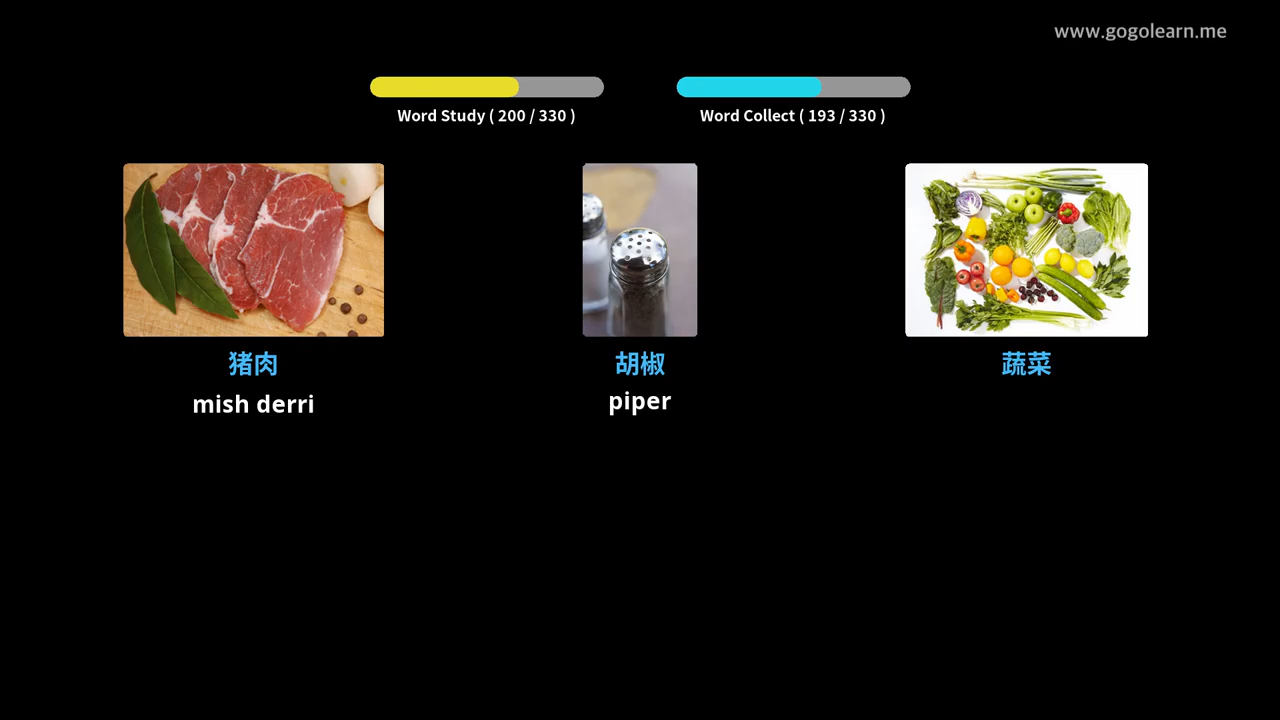 www.gogolearn.me
Word Study ( 200 / 330 )
Word Collect ( 193 / 330 )
猪肉
胡椒
蔬菜
mish derri
piper